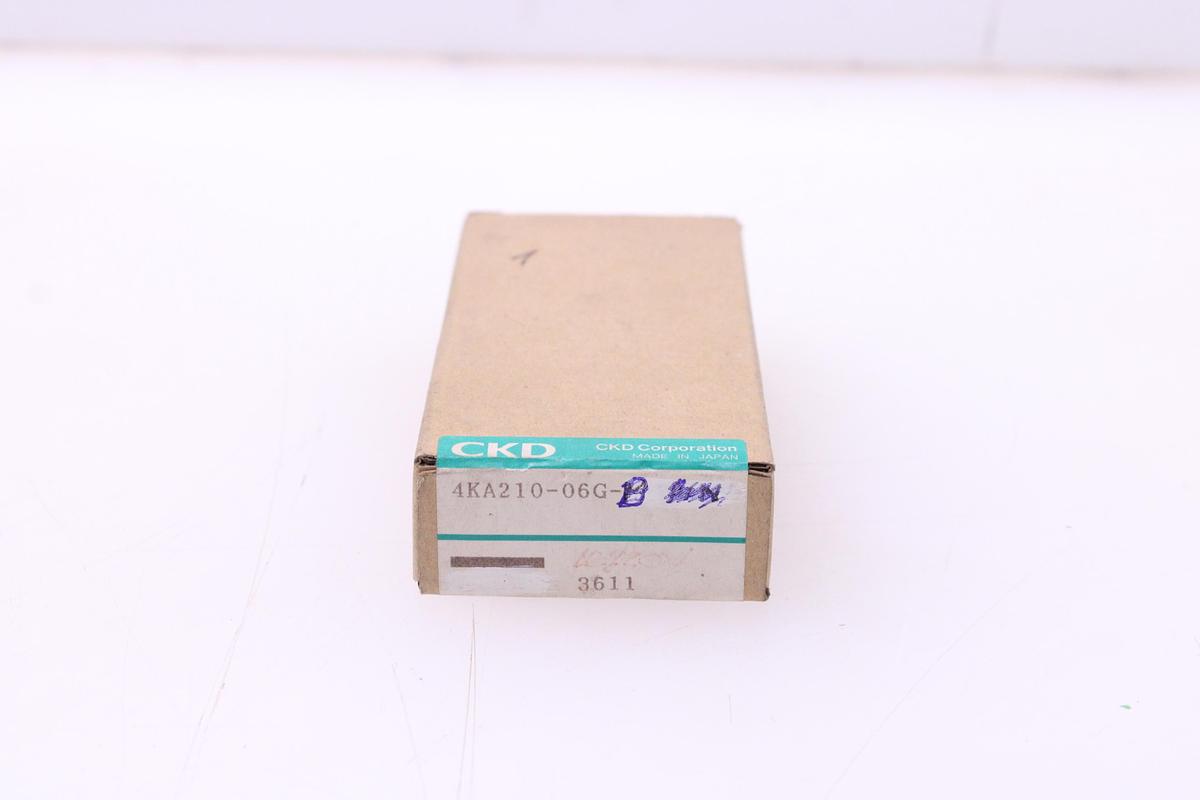 1
CKD
CKD Corporation
MADE IN JAPAN
4KA210-06G-B
3611